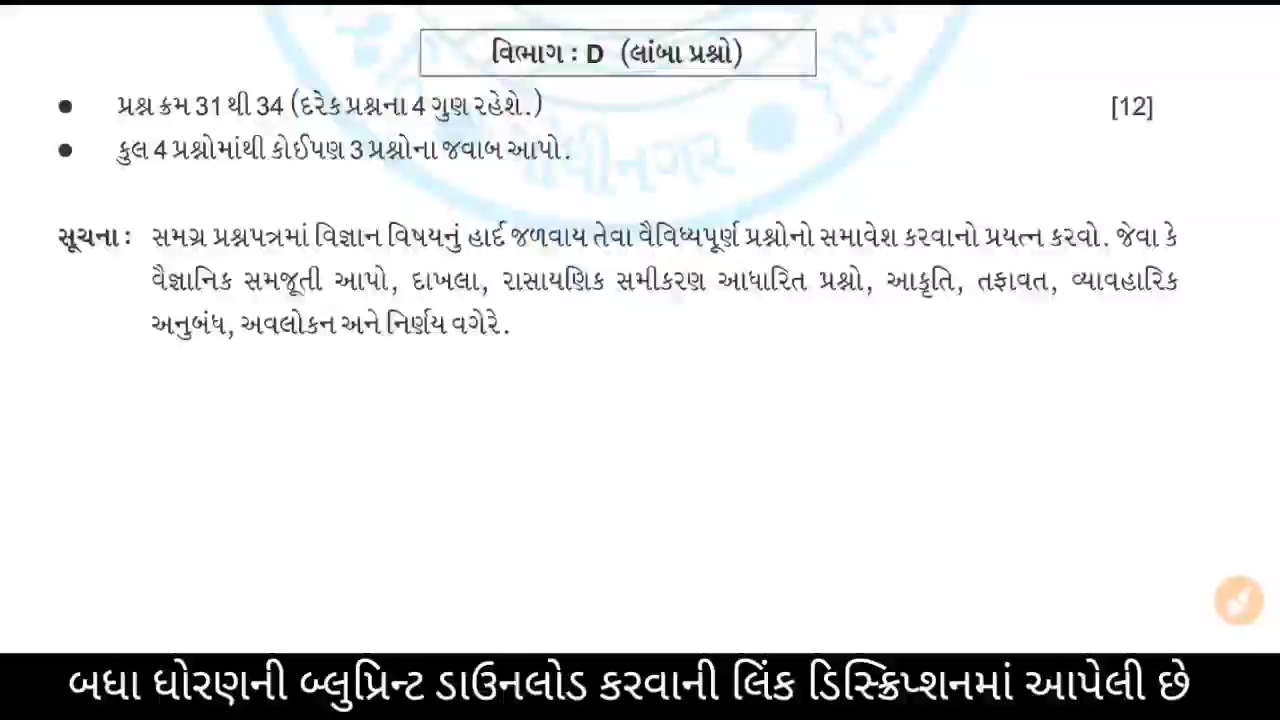 વિભાગ : D (લાંબા પ્રશ્નો)
● પ્રશ્ન ક્રમ 31 થી 34 (દરેક પ્રશ્નના 4 ગુણ રહેશે.) [12]
● કુલ 4 પ્રશ્નોમાંથી કોઈપણ 3 પ્રશ્નોના જવાબ આપો.
ગાંધીનગર
સૂચના : સમગ્ર પ્રશ્નપત્રમાં વિજ્ઞાન વિષયનું હાર્દ જળવાય તેવા વૈવિધ્યપૂર્ણ પ્રશ્નોનો સમાવેશ કરવાનો પ્રયત્ન કરવો. જેવા કે
વૈજ્ઞાનિક સમજૂતી આપો, દાખલા, રાસાયણિક સમીકરણ આધારિત પ્રશ્નો, આકૃતિ, તફાવત, વ્યાવહારિક
અનુબંધ, અવલોકન અને નિર્ણય વગેરે.
બધા ધોરણની બ્લુપ્રિન્ટ ડાઉનલોડ કરવાની લિંક ડિસ્ક્રિપ્શનમાં આપેલી છે